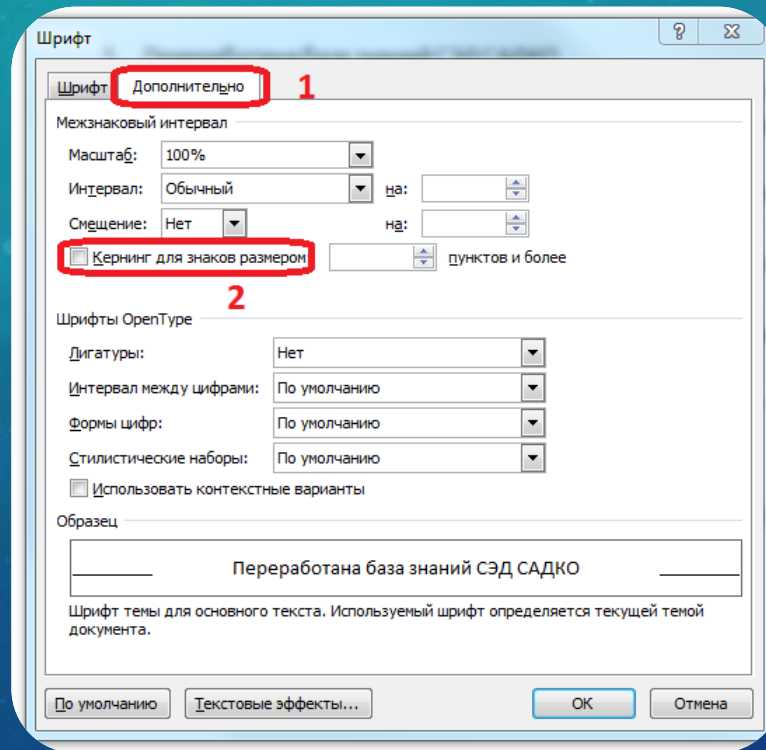 Шрифт
Шрифт Дополнительно 1
Межзнаковый интервал
Масштаб: 100%
Интервал: Обычный на:
Смещение: Нет на:
Кернинг для знаков размером: пунктов и более
2
Шрифты OpenType
Лигатуры: Нет
Интервал между цифрами: По умолчанию
Формы цифр: По умолчанию
Стилистические наборы: По умолчанию
Использовать контекстные варианты
Образец
Переработана база знаний СЭД САДКО
Шрифт темы для основного текста. Используемый шрифт определяется текущей темой
документа.
По умолчанию Текстовые эффекты... ОК Отмена